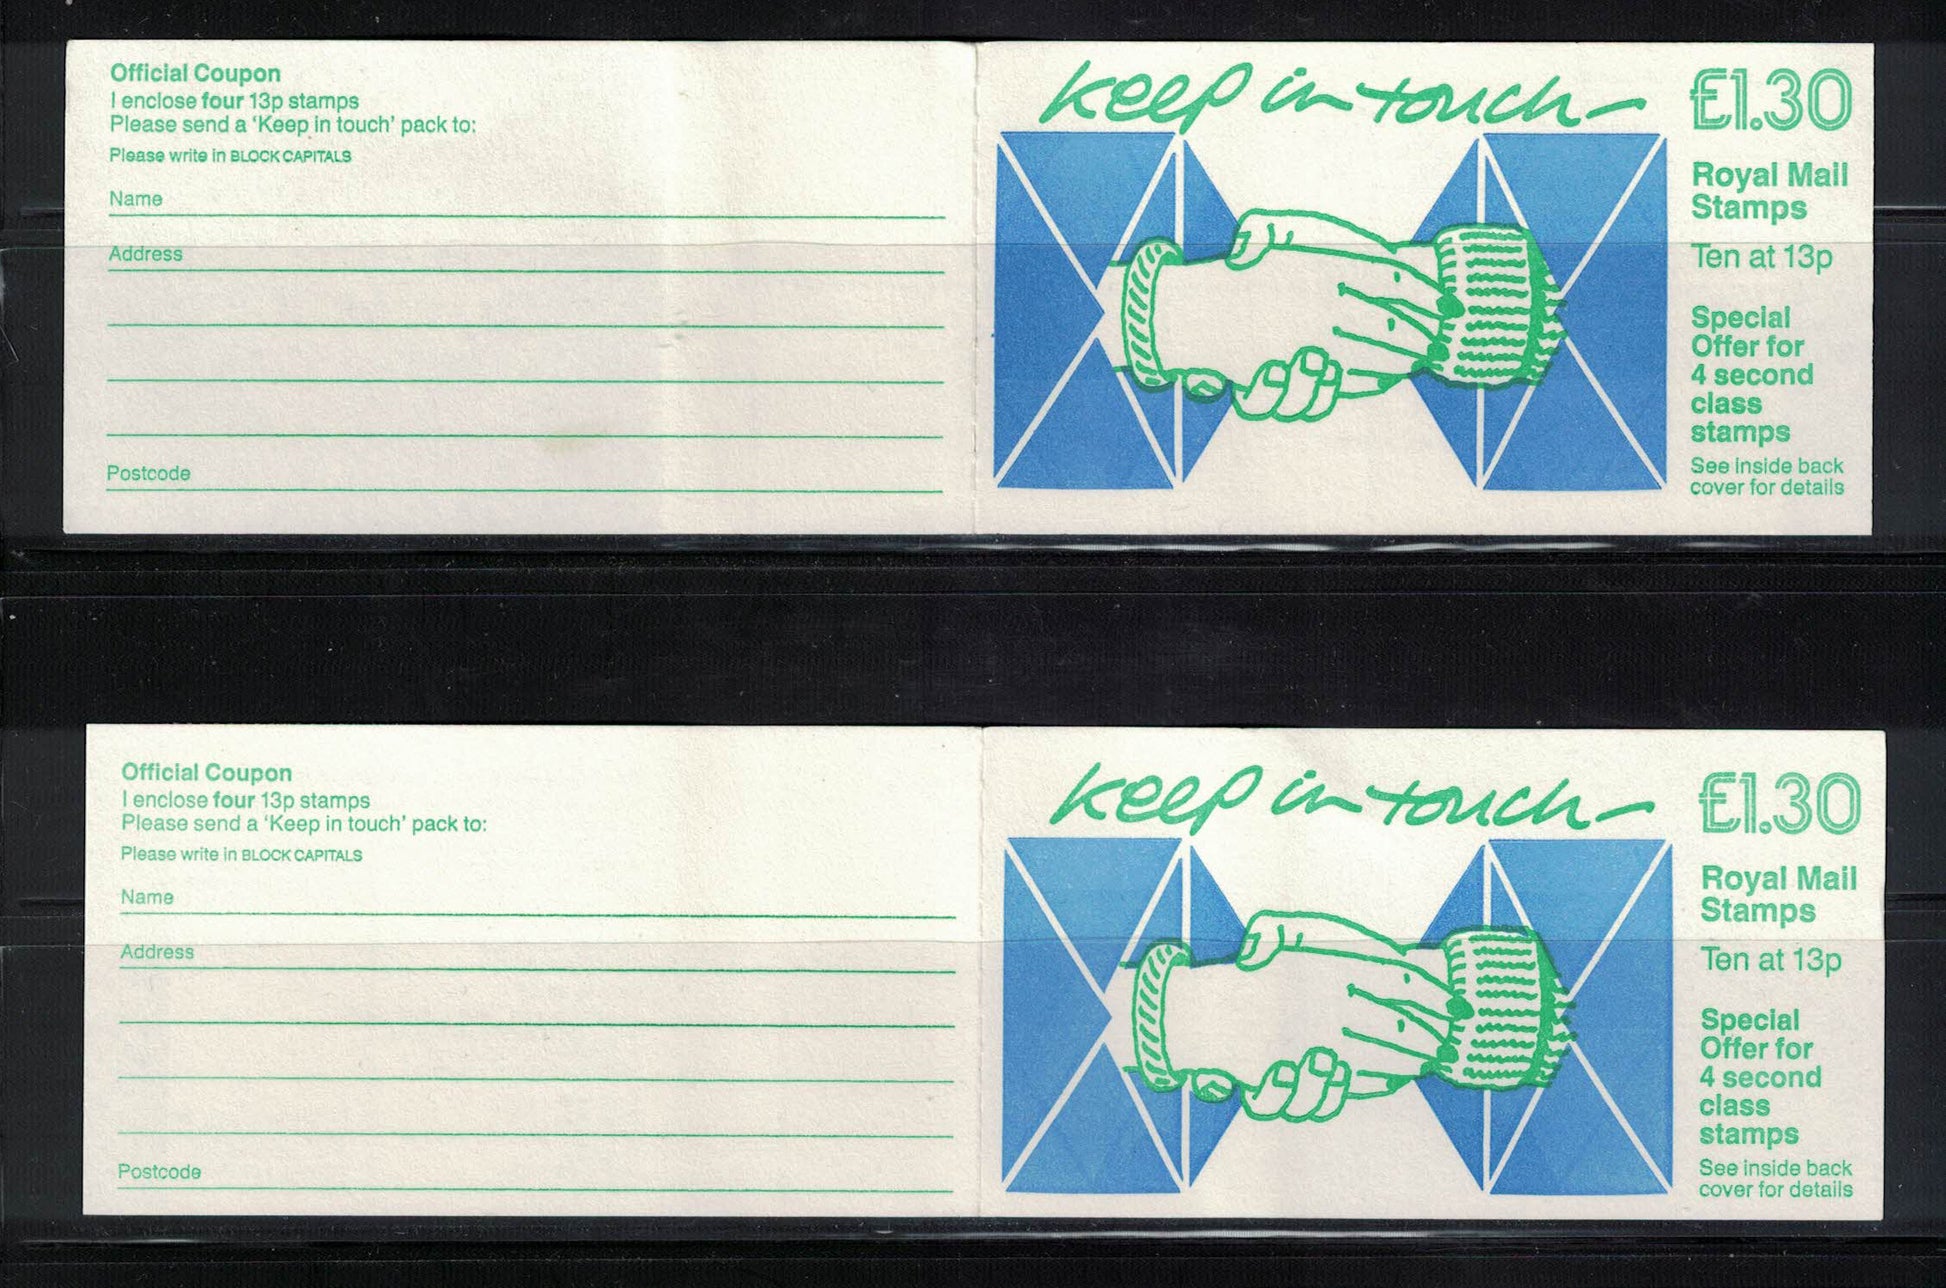 Official Coupon
I enclose four 13p stamps
Please send a ‘Keep in touch’ pack to:
Please write in BLOCK CAPITALS
Name
Address
Postcode
Keep in touch
£1.30
Royal Mail
Stamps
Ten at 13p
Special
Offer for
4 second
class
stamps
See inside back
cover for details
Official Coupon
I enclose four 13p stamps
Please send a ‘Keep in touch’ pack to:
Please write in BLOCK CAPITALS
Name
Address
Postcode
Keep in touch
£1.30
Royal Mail
Stamps
Ten at 13p
Special
Offer for
4 second
class
stamps
See inside back
cover for details